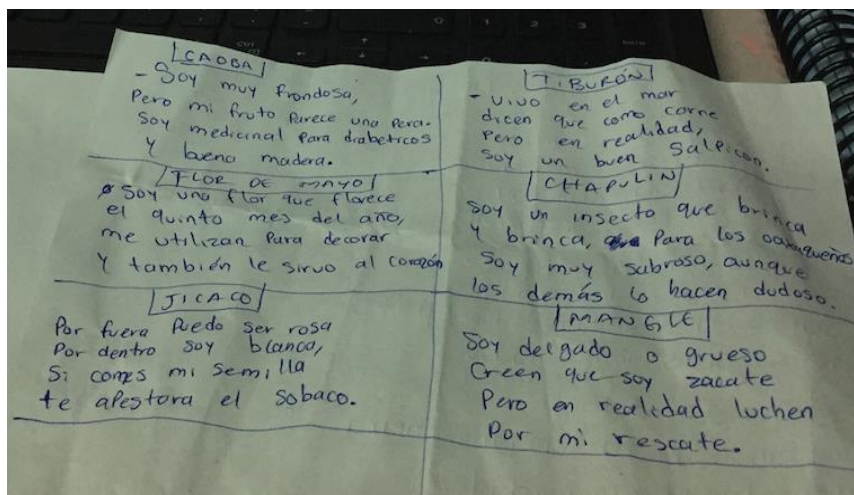 CAOBA
- Soy muy frondosa,
Pero mi fruto Parece una Pera.
Soy medicinal Para diabeticos
Y buena madera.
TIBURÓN
- Vivo en el mar
dicen que como carne
Pero en realidad,
soy un buen Salpicon.
FLOR DE MAYO
Soy una flor que florece
el quinto mes del año,
me utilizan Para decorar
Y también le sirvo al corazón
CHAPULIN
Soy un insecto que brinca
Y brinca, Para los oaxaqueños
Soy muy sabroso, aunque
los demás lo hacen dudoso.
JICACO
Por fuera Puedo ser rosa
Por dentro soy blanco,
Si comes mi semilla
te apestara el sobaco.
MANGLE
Soy delgado o grueso
Creen que soy zacate
Pero en realidad luchen
Por mi rescate.